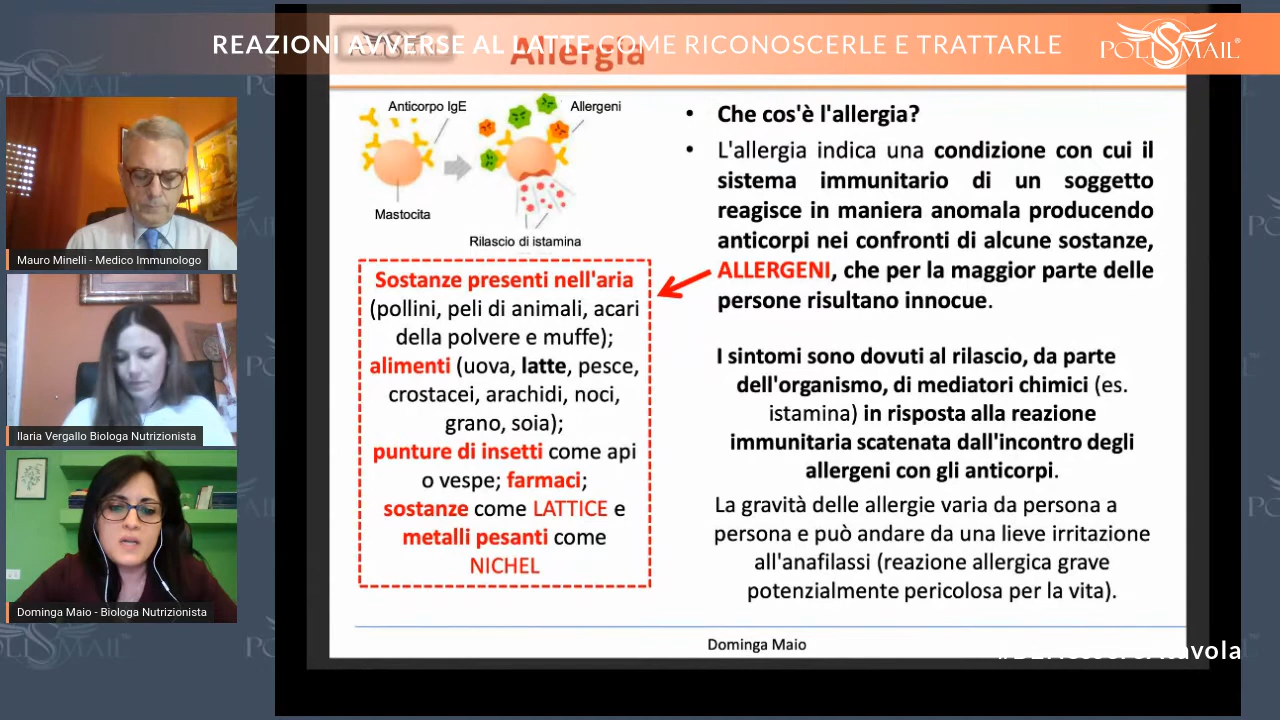 REAZIONI AVVERSE AL LATTE COME RICONOSCERLE E TRATTARLE
POLISMAIL®
Allergia
Anticorpo IgE
Allergeni
Mastocita
Rilascio di istamina
Sostanze presenti nell'aria
(pollini, peli di animali, acari
della polvere e muffe);
alimenti (uova, latte, pesce,
crostacei, arachidi, noci,
grano, soia);
punture di insetti come api
o vespe; farmaci;
sostanze come LATTICE e
metalli pesanti come
NICHEL
• Che cos'è l'allergia?
• L'allergia indica una condizione con cui il
sistema immunitario di un soggetto
reagisce in maniera anomala producendo
anticorpi nei confronti di alcune sostanze,
ALLERGENI, che per la maggior parte delle
persone risultano innocue.
I sintomi sono dovuti al rilascio, da parte
dell'organismo, di mediatori chimici (es.
istamina) in risposta alla reazione
immunitaria scatenata dall'incontro degli
allergeni con gli anticorpi.
La gravità delle allergie varia da persona a
persona e può andare da una lieve irritazione
all'anafilassi (reazione allergica grave
potenzialmente pericolosa per la vita).
Dominga Maio
Mauro Minelli - Medico Immunologo
Ilaria Vergallo Biologa Nutrizionista
Dominga Maio - Biologa Nutrizionista